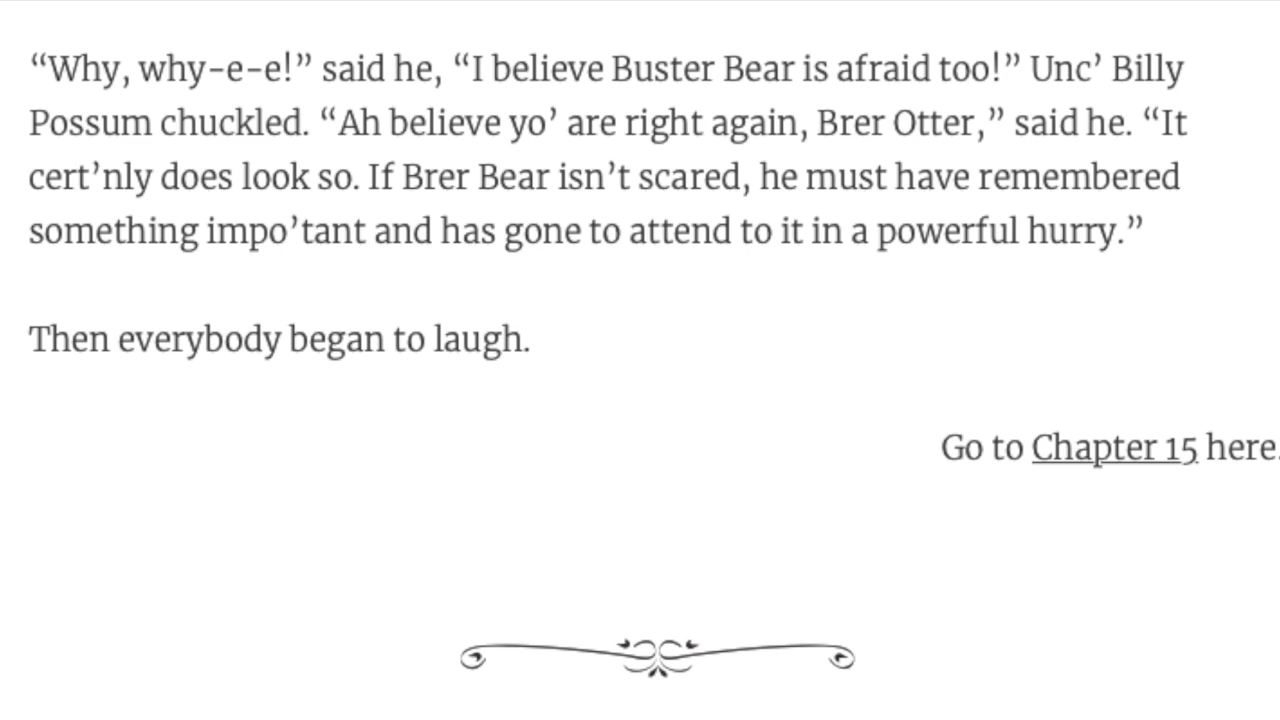 “Why, why-e-e!” said he, “I believe Buster Bear is afraid too!” Unc’ Billy
Possum chuckled. “Ah believe yo’ are right again, Brer Otter,” said he. “It
cert’nly does look so. If Brer Bear isn’t scared, he must have remembered
something impo’tant and has gone to attend to it in a powerful hurry.”
Then everybody began to laugh.
Go to Chapter 15 here.